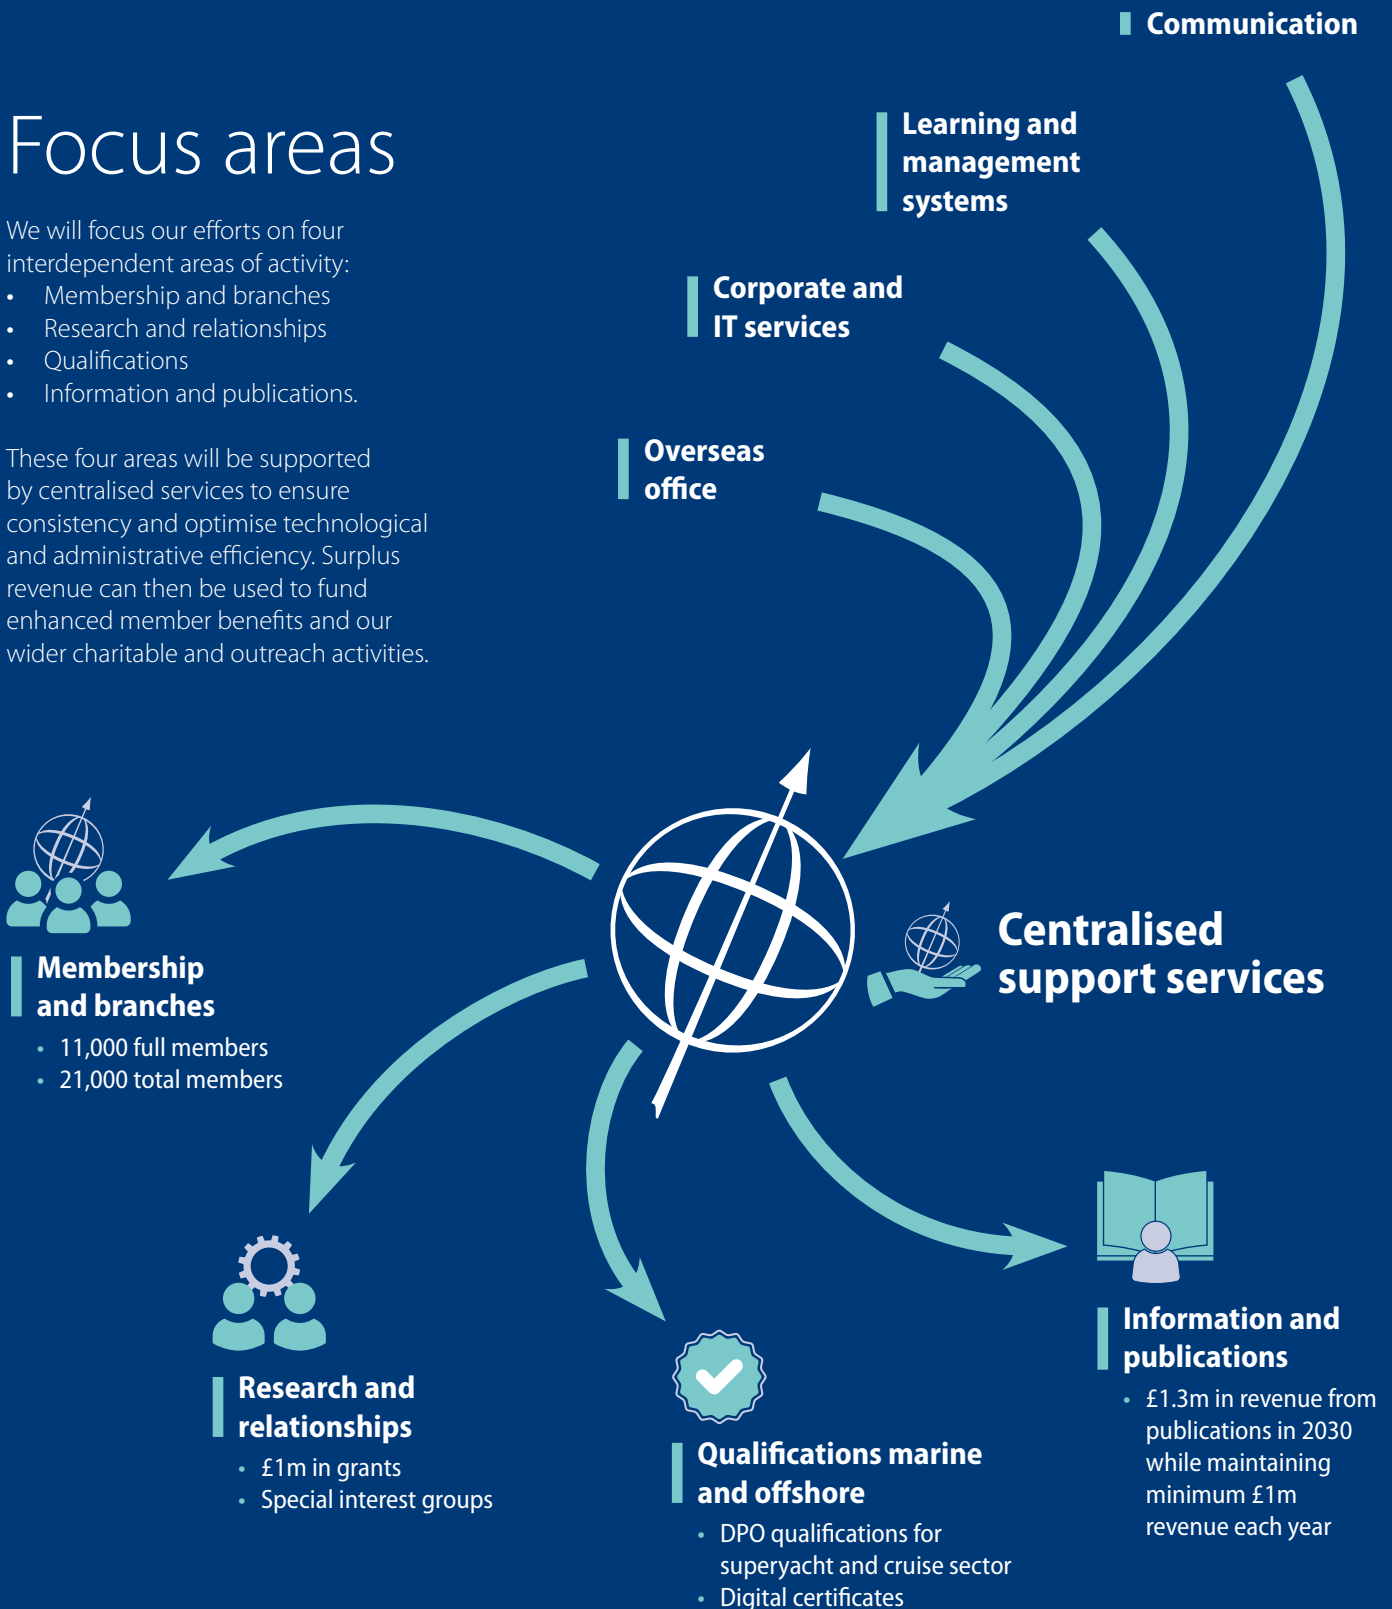 Focus areas
We will focus our efforts on four
interdependent areas of activity:
• Membership and branches
• Research and relationships
• Qualifications
• Information and publications.
These four areas will be supported
by centralised services to ensure
consistency and optimise technological
and administrative efficiency. Surplus
revenue can then be used to fund
enhanced member benefits and our
wider charitable and outreach activities.
Communication
Learning and
management
systems
Corporate and
IT services
Overseas
office
Centralised
support services
Membership
and branches
• 11,000 full members
• 21,000 total members
Research and
relationships
• £1m in grants
• Special interest groups
Qualifications marine
and offshore
• DPO qualifications for
superyacht and cruise sector
• Digital certificates
Information and
publications
• £1.3m in revenue from
publications in 2030
while maintaining
minimum £1m
revenue each year